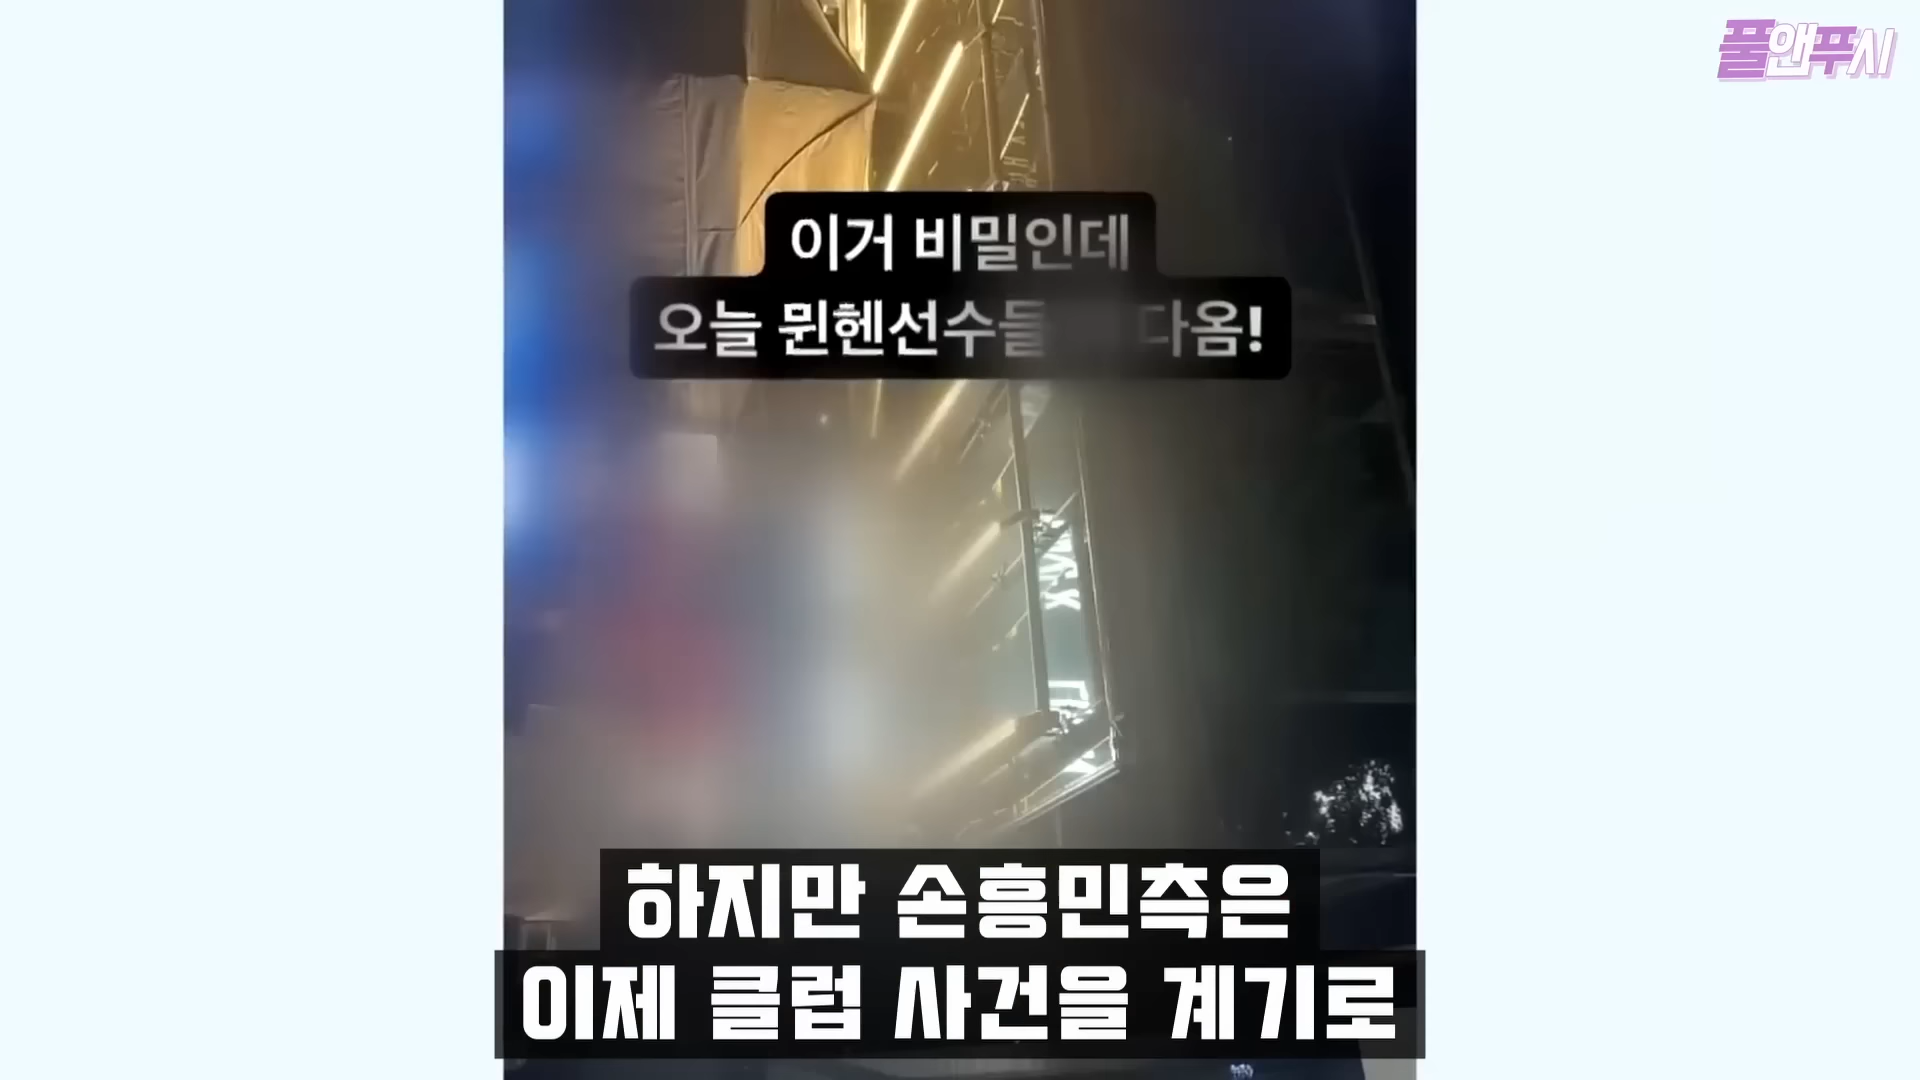 풀앤푸시
이거 비밀인데
오늘 뮌헨선수들 다옴!
하지만 손흥민측은
이제 클럽 사건을 계기로